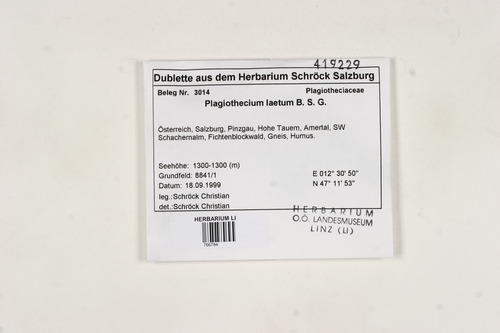 419229
Dublette aus dem Herbarium Schröck Salzburg
Beleg Nr. 3014 Plagiotheciaceae
Plagiothecium laetum B. S. G.
Österreich, Salzburg, Pinzgau, Hohe Tauern, Amertal, SW
Schachernalm, Fichtenblockwald, Gneis, Humus.
Seehöhe: 1300-1300 (m)
Grundfeld: 8841/1 E 012° 30' 50"
Datum: 18.09.1999 N 47° 11' 53"
leg.:Schröck Christian
det.:Schröck Christian
HERBARIUM LI
766784
HERBARIUM
O.Ö. LANDESMUSEUM
LINZ (LI)